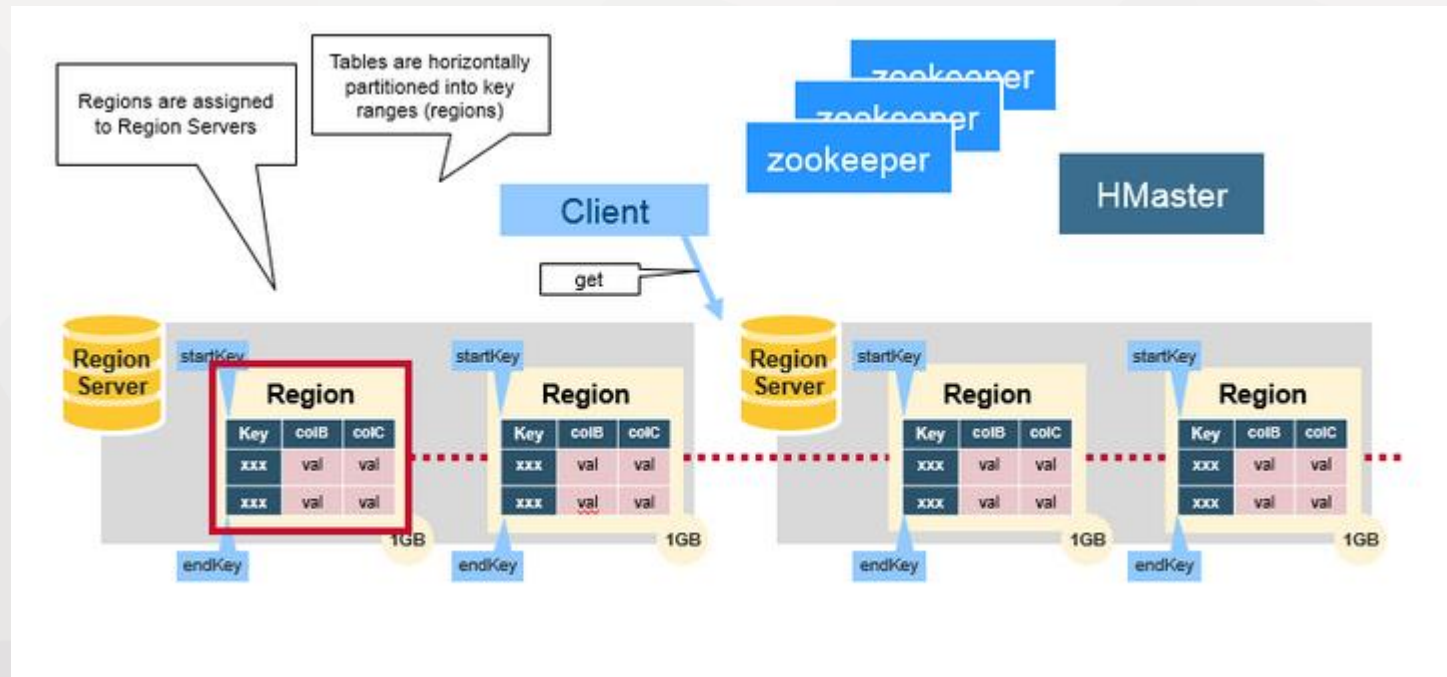 Regions are assigned
to Region Servers
Tables are horizontally
partitioned into key
ranges (regions)
zookeeper
zookeeper
zookeeper
HMaster
Client
get
Region
Server
startKey
Region
Key colB colC
xxx val val
xxx val val
1GB
endKey
startKey
Region
Key colB colC
xxx val val
xxx val val
1GB
endKey
Region
Server
startKey
Region
Key colB colC
xxx val val
xxx val val
1GB
endKey
startKey
Region
Key colB colC
xxx val val
xxx val val
1GB
endKey